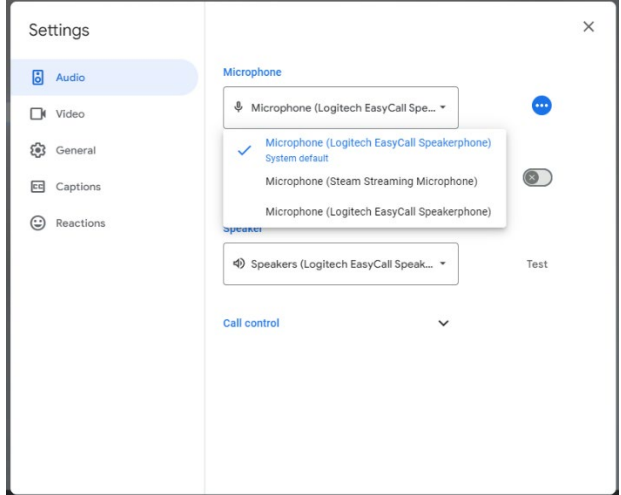 Settings
Audio
Video
General
CC Captions
Reactions
Microphone
Microphone (Logitech EasyCall Spe...
Microphone (Logitech EasyCall Speakerphone)
System default
Microphone (Steam Streaming Microphone)
Microphone (Logitech EasyCall Speakerphone)
Speaker
Speakers (Logitech EasyCall Speak...
Test
Call control